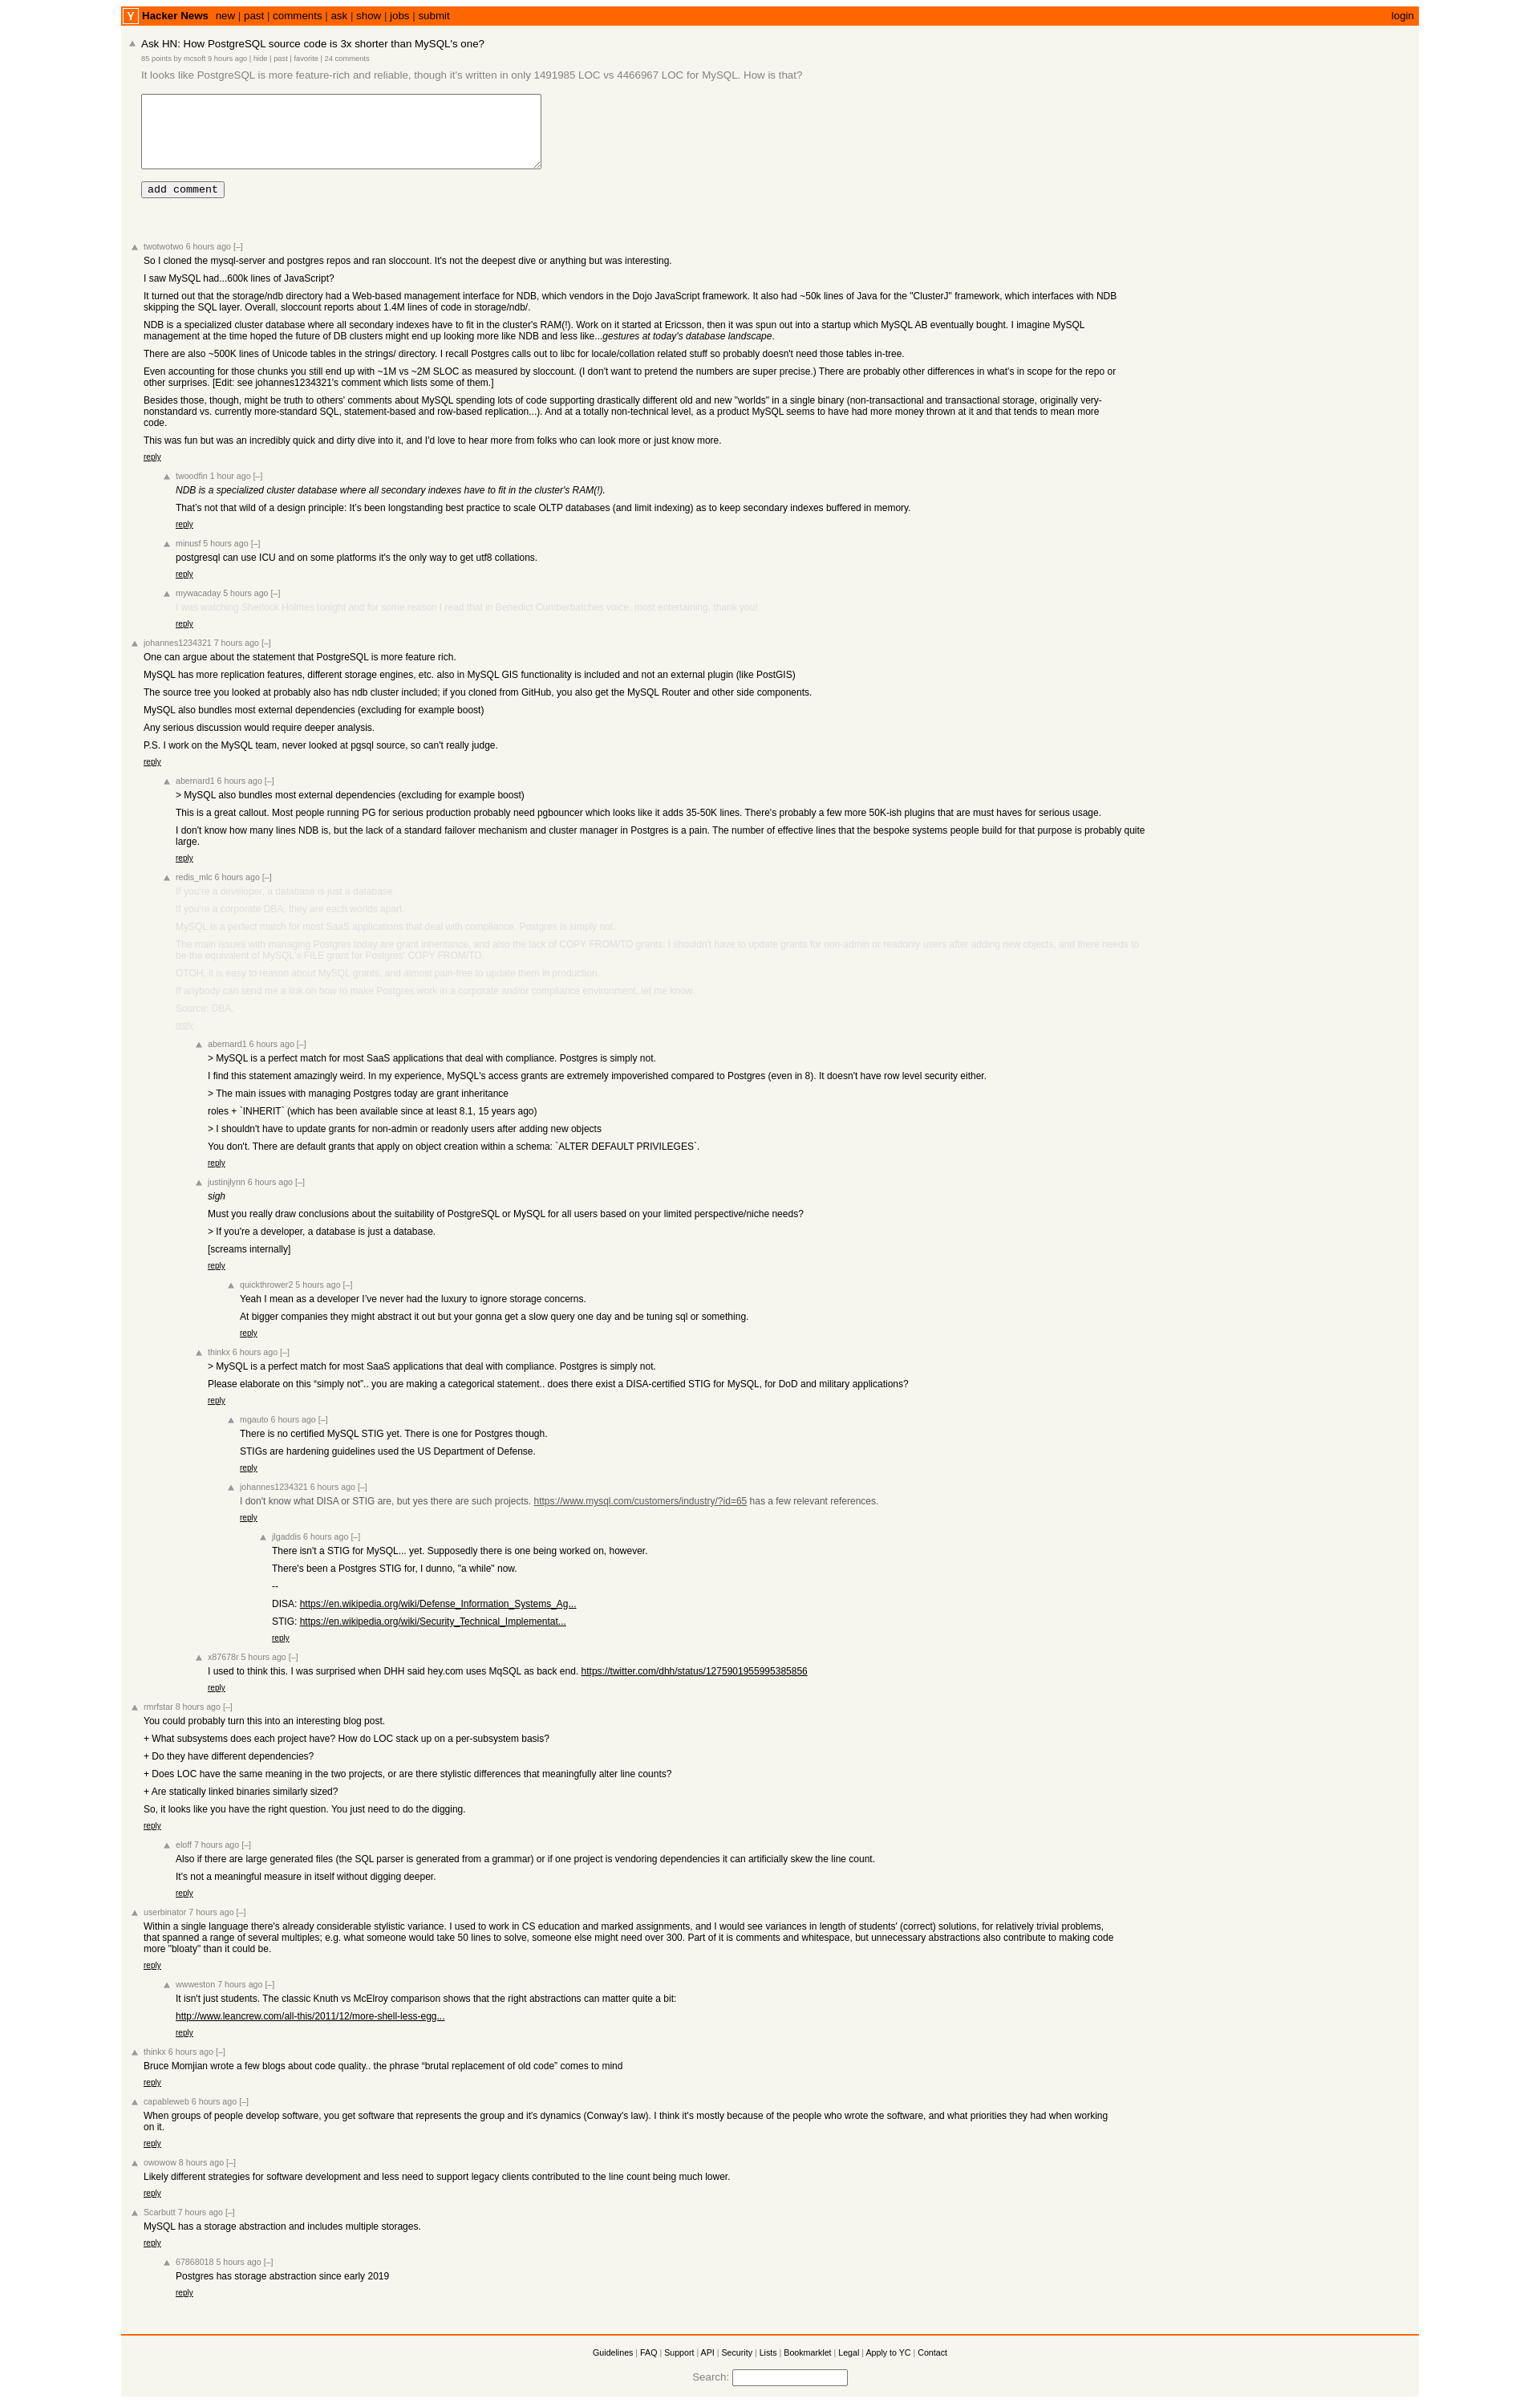 Y Hacker News new | past | comments | ask | show | jobs | submit login
Ask HN: How PostgreSQL source code is 3x shorter than MySQL's one?
85 points by mcsoft 9 hours ago | hide | past | favorite | 24 comments
It looks like PostgreSQL is more feature-rich and reliable, though it's written in only 1491985 LOC vs 4466967 LOC for MySQL. How is that?
add comment
twotwotwo 6 hours ago [–]
So I cloned the mysql-server and postgres repos and ran sloccount. It's not the deepest dive or anything but was interesting.
I saw MySQL had...600k lines of JavaScript?
It turned out that the storage/ndb directory had a Web-based management interface for NDB, which vendors in the Dojo JavaScript framework. It also had ~50k lines of Java for the "ClusterJ" framework, which interfaces with NDB
skipping the SQL layer. Overall, sloccount reports about 1.4M lines of code in storage/ndb/.
NDB is a specialized cluster database where all secondary indexes have to fit in the cluster's RAM(!). Work on it started at Ericsson, then it was spun out into a startup which MySQL AB eventually bought. I imagine MySQL
management at the time hoped the future of DB clusters might end up looking more like NDB and less like...gestures at today's database landscape.
There are also ~500K lines of Unicode tables in the strings/ directory. I recall Postgres calls out to libc for locale/collation related stuff so probably doesn't need those tables in-tree.
Even accounting for those chunks you still end up with ~1M vs ~2M SLOC as measured by sloccount. (I don't want to pretend the numbers are super precise.) There are probably other differences in what's in scope for the repo or
other surprises. [Edit: see johannes1234321's comment which lists some of them.]
Besides those, though, might be truth to others' comments about MySQL spending lots of code supporting drastically different old and new "worlds" in a single binary (non-transactional and transactional storage, originally very-
nonstandard vs. currently more-standard SQL, statement-based and row-based replication...). And at a totally non-technical level, as a product MySQL seems to have had more money thrown at it and that tends to mean more
code.
This was fun but was an incredibly quick and dirty dive into it, and I'd love to hear more from folks who can look more or just know more.
reply
twoodfin 1 hour ago [–]
NDB is a specialized cluster database where all secondary indexes have to fit in the cluster's RAM(!).
That's not that wild of a design principle: It's been longstanding best practice to scale OLTP databases (and limit indexing) as to keep secondary indexes buffered in memory.
reply
minusf 5 hours ago [–]
postgresql can use ICU and on some platforms it's the only way to get utf8 collations.
reply
mywacaday 5 hours ago [–]
I was watching Sherlock Holmes tonight and for some reason I read that in Benedict Cumberbatches voice, most entertaining, thank you!
reply
johannes1234321 7 hours ago [–]
One can argue about the statement that PostgreSQL is more feature rich.
MySQL has more replication features, different storage engines, etc. also in MySQL GIS functionality is included and not an external plugin (like PostGIS)
The source tree you looked at probably also has ndb cluster included; if you cloned from GitHub, you also get the MySQL Router and other side components.
MySQL also bundles most external dependencies (excluding for example boost)
Any serious discussion would require deeper analysis.
P.S. I work on the MySQL team, never looked at pgsql source, so can't really judge.
reply
abernard1 6 hours ago [–]
> MySQL also bundles most external dependencies (excluding for example boost)
This is a great callout. Most people running PG for serious production probably need pgbouncer which looks like it adds 35-50K lines. There's probably a few more 50K-ish plugins that are must haves for serious usage.
I don't know how many lines NDB is, but the lack of a standard failover mechanism and cluster manager in Postgres is a pain. The number of effective lines that the bespoke systems people build for that purpose is probably quite
large.
reply
redis_mlc 6 hours ago [–]
If you're a developer, a database is just a database.
If you're a corporate DBA, they are each worlds apart.
MySQL is a perfect match for most SaaS applications that deal with compliance. Postgres is simply not.
The main issues with managing Postgres today are grant inheritance, and also the lack of COPY FROM/TO grants. I shouldn't have to update grants for non-admin or readonly users after adding new objects, and there needs to
be the equivalent of MySQL's FILE grant for Postgres' COPY FROM/TO.
OTOH, it is easy to reason about MySQL grants, and almost pain-free to update them in production.
If anybody can send me a link on how to make Postgres work in a corporate and/or compliance environment, let me know.
Source: DBA.
reply
abernard1 6 hours ago [–]
> MySQL is a perfect match for most SaaS applications that deal with compliance. Postgres is simply not.
I find this statement amazingly weird. In my experience, MySQL's access grants are extremely impoverished compared to Postgres (even in 8). It doesn't have row level security either.
> The main issues with managing Postgres today are grant inheritance
roles + `INHERIT` (which has been available since at least 8.1, 15 years ago)
> I shouldn't have to update grants for non-admin or readonly users after adding new objects
You don't. There are default grants that apply on object creation within a schema: `ALTER DEFAULT PRIVILEGES`.
reply
justinjlynn 6 hours ago [–]
sigh
Must you really draw conclusions about the suitability of PostgreSQL or MySQL for all users based on your limited perspective/niche needs?
> If you're a developer, a database is just a database.
[screams internally]
reply
quickthrower2 5 hours ago [–]
Yeah I mean as a developer I've never had the luxury to ignore storage concerns.
At bigger companies they might abstract it out but your gonna get a slow query one day and be tuning sql or something.
reply
thinkx 6 hours ago [–]
> MySQL is a perfect match for most SaaS applications that deal with compliance. Postgres is simply not.
Please elaborate on this “simply not”.. you are making a categorical statement.. does there exist a DISA-certified STIG for MySQL, for DoD and military applications?
reply
mgauto 6 hours ago [–]
There is no certified MySQL STIG yet. There is one for Postgres though.
STIGs are hardening guidelines used the US Department of Defense.
reply
johannes1234321 6 hours ago [–]
I don't know what DISA or STIG are, but yes there are such projects. https://www.mysql.com/customers/industry/?id=65 has a few relevant references.
reply
jlgaddis 6 hours ago [–]
There isn't a STIG for MySQL... yet. Supposedly there is one being worked on, however.
There's been a Postgres STIG for, I dunno, "a while" now.
--
DISA: https://en.wikipedia.org/wiki/Defense_Information_Systems_Ag...
STIG: https://en.wikipedia.org/wiki/Security_Technical_Implementat...
reply
x87678r 5 hours ago [–]
I used to think this. I was surprised when DHH said hey.com uses MqSQL as back end. https://twitter.com/dhh/status/1275901955995385856
reply
rmrfstar 8 hours ago [–]
You could probably turn this into an interesting blog post.
+ What subsystems does each project have? How do LOC stack up on a per-subsystem basis?
+ Do they have different dependencies?
+ Does LOC have the same meaning in the two projects, or are there stylistic differences that meaningfully alter line counts?
+ Are statically linked binaries similarly sized?
So, it looks like you have the right question. You just need to do the digging.
reply
eloff 7 hours ago [–]
Also if there are large generated files (the SQL parser is generated from a grammar) or if one project is vendoring dependencies it can artificially skew the line count.
It's not a meaningful measure in itself without digging deeper.
reply
userbinator 7 hours ago [–]
Within a single language there's already considerable stylistic variance. I used to work in CS education and marked assignments, and I would see variances in length of students' (correct) solutions, for relatively trivial problems,
that spanned a range of several multiples; e.g. what someone would take 50 lines to solve, someone else might need over 300. Part of it is comments and whitespace, but unnecessary abstractions also contribute to making code
more "bloaty" than it could be.
reply
wwweston 7 hours ago [–]
It isn't just students. The classic Knuth vs McElroy comparison shows that the right abstractions can matter quite a bit:
http://www.leancrew.com/all-this/2011/12/more-shell-less-egg...
reply
thinkx 6 hours ago [–]
Bruce Momjian wrote a few blogs about code quality.. the phrase “brutal replacement of old code” comes to mind
reply
capableweb 6 hours ago [–]
When groups of people develop software, you get software that represents the group and it's dynamics (Conway's law). I think it's mostly because of the people who wrote the software, and what priorities they had when working
on it.
reply
owowow 8 hours ago [–]
Likely different strategies for software development and less need to support legacy clients contributed to the line count being much lower.
reply
Scarbutt 7 hours ago [–]
MySQL has a storage abstraction and includes multiple storages.
reply
67868018 5 hours ago [–]
Postgres has storage abstraction since early 2019
reply
Guidelines | FAQ | Support | API | Security | Lists | Bookmarklet | Legal | Apply to YC | Contact
Search: